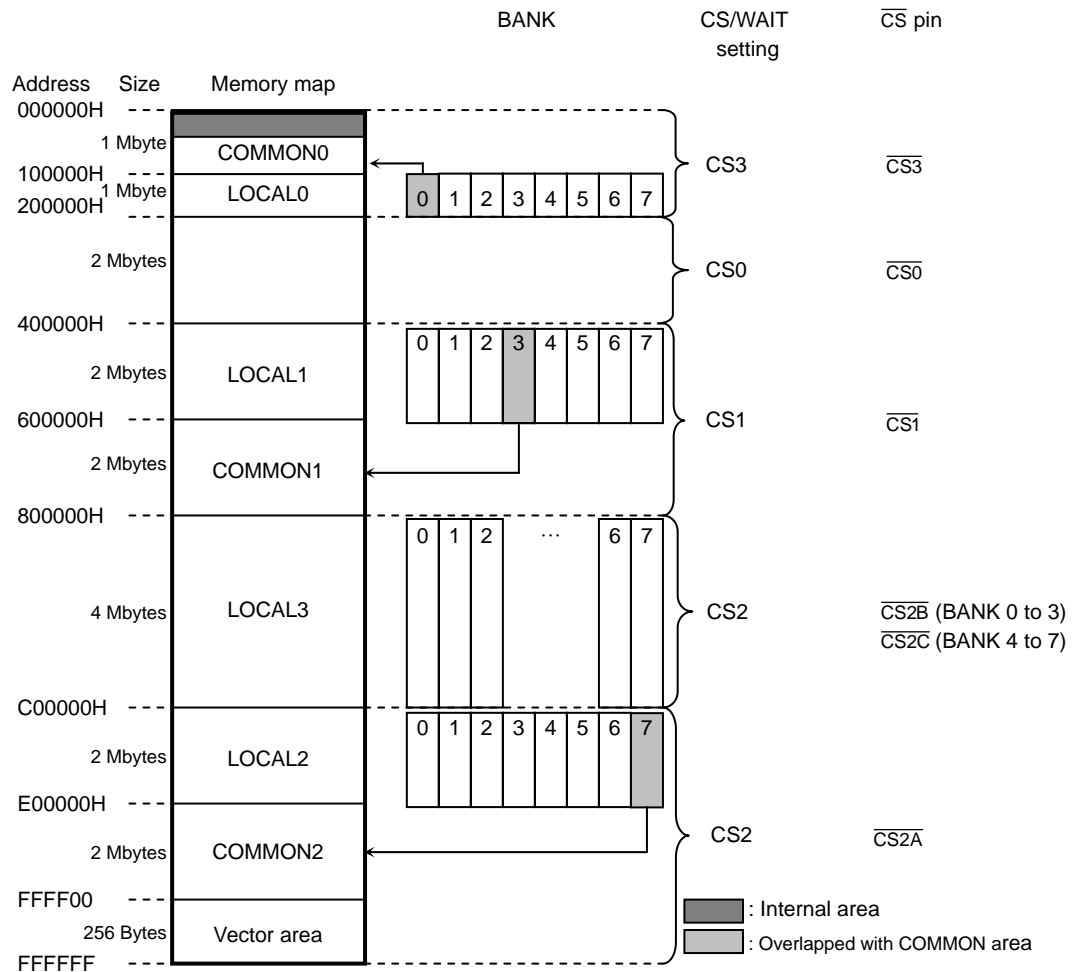 BANK CS/WAIT setting CS pin
Address Size Memory map
000000H
1 Mbyte COMMON0 CS3 CS3
100000H
1 Mbyte LOCAL0 0 1 2 3 4 5 6 7
200000H
2 Mbytes CS0 CS0
400000H
0 1 2 3 4 5 6 7
2 Mbytes LOCAL1
600000H CS1 CS1
2 Mbytes COMMON1
800000H
0 1 2 ... 6 7
4 Mbytes LOCAL3 CS2 CS2B (BANK 0 to 3)
CS2C (BANK 4 to 7)
C00000H
0 1 2 3 4 5 6 7
2 Mbytes LOCAL2
E00000H
CS2 CS2A
2 Mbytes COMMON2
FFFF00
: Internal area
256 Bytes Vector area
: Overlapped with COMMON area
FFFFFF